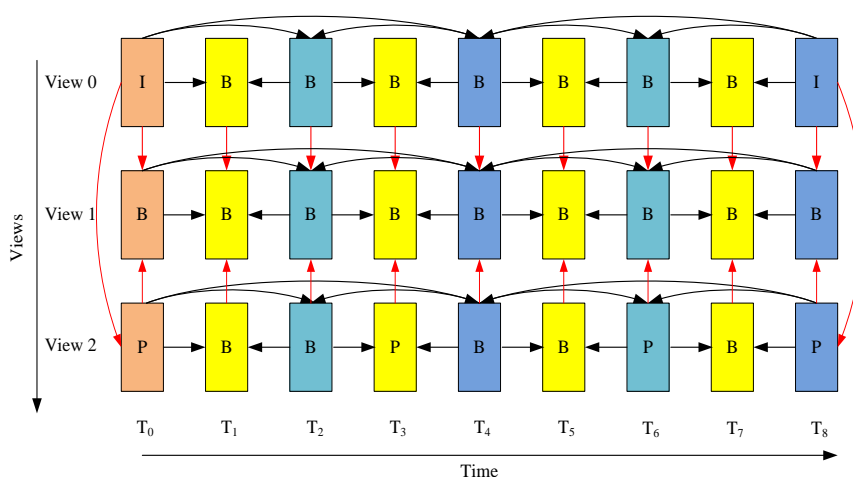 View 0 I B B B B B B B I
View 1 B B B B B B B B B
Views
View 2 P B B P B B P B P
T0 T1 T2 T3 T4 T5 T6 T7 T8
Time